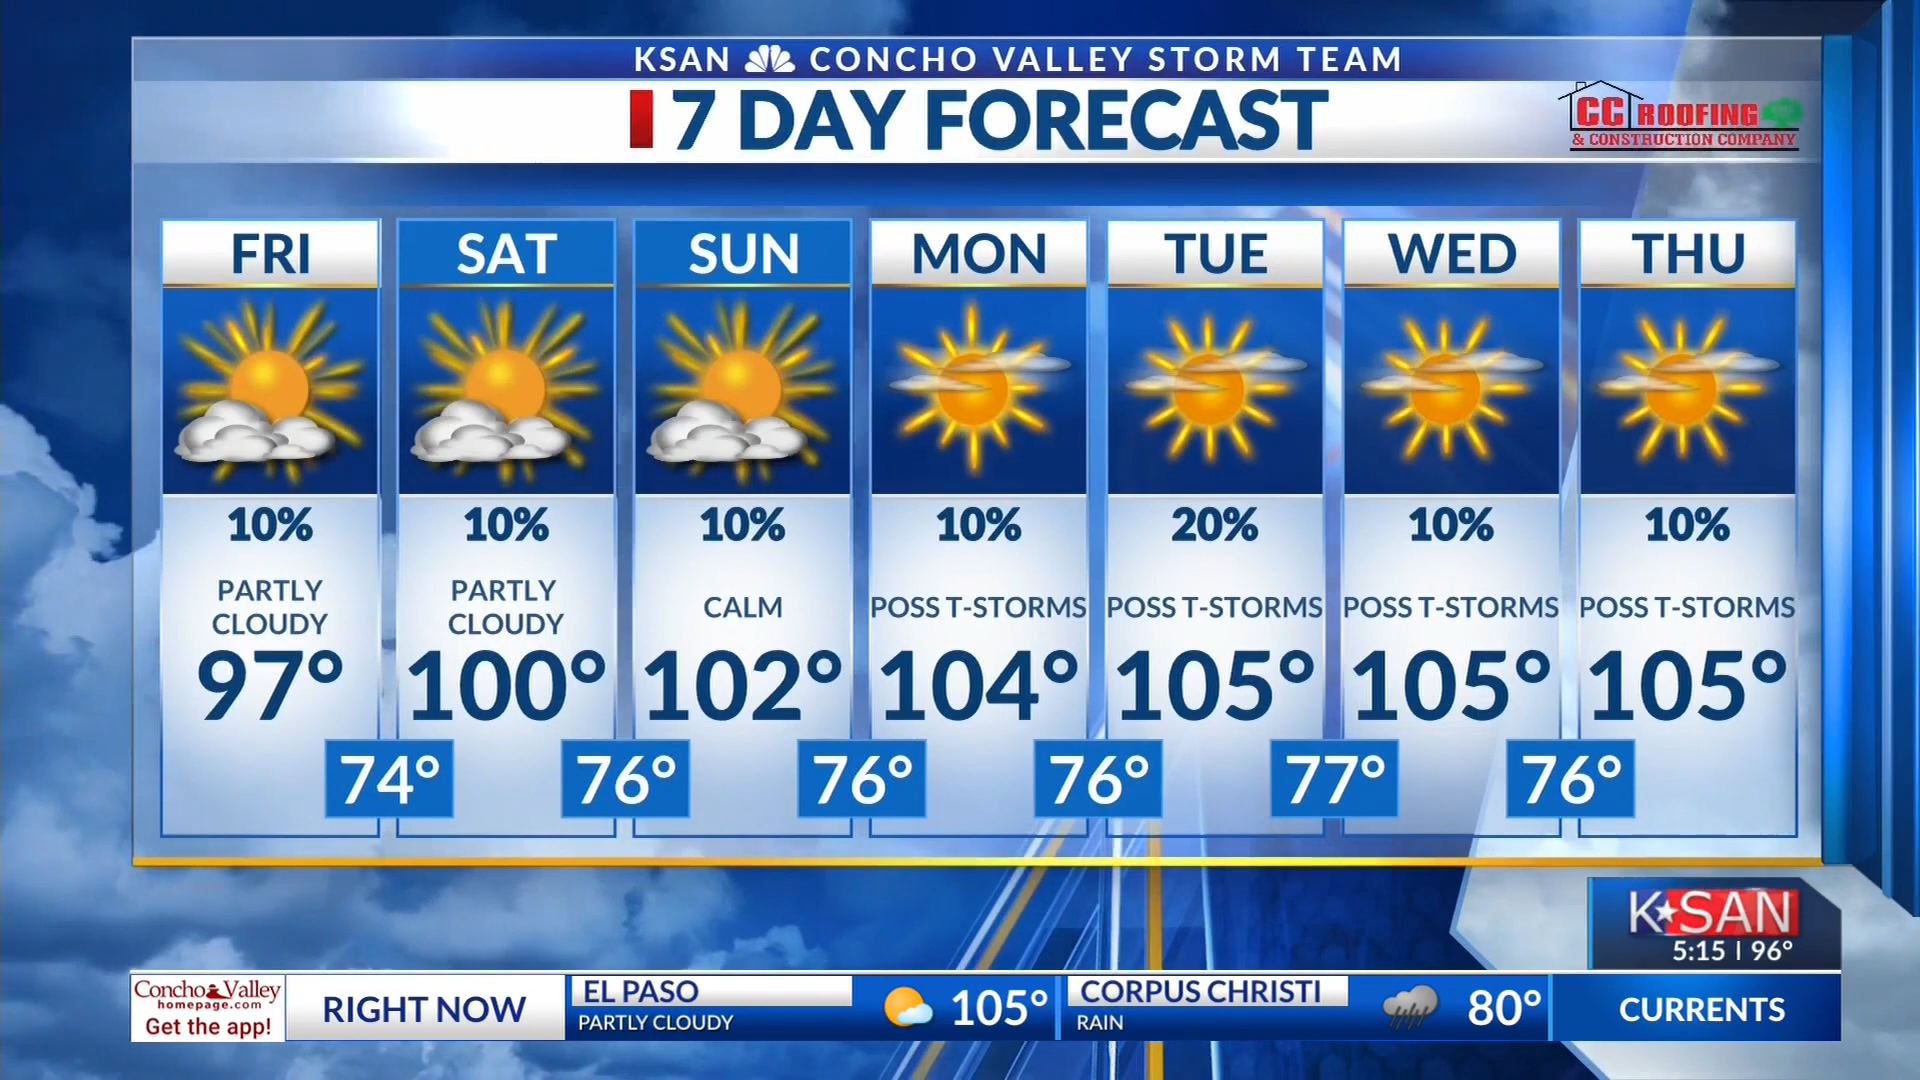 KSAN CONCHO VALLEY STORM TEAM
7 DAY FORECAST
CC ROOFING
& CONSTRUCTION COMPANY
FRI SAT SUN MON TUE WED THU
10% 10% 10% 10% 20% 10% 10%
PARTLY CLOUDY PARTLY CLOUDY CALM POSS T-STORMS POSS T-STORMS POSS T-STORMS POSS T-STORMS
97° 100° 102° 104° 105° 105° 105°
74° 76° 76° 76° 77° 76°
KSAN
5:15 | 96°
Concho Valley
homepage.com
Get the app!
RIGHT NOW
EL PASO
PARTLY CLOUDY
105°
CORPUS CHRISTI
RAIN
80°
CURRENTS